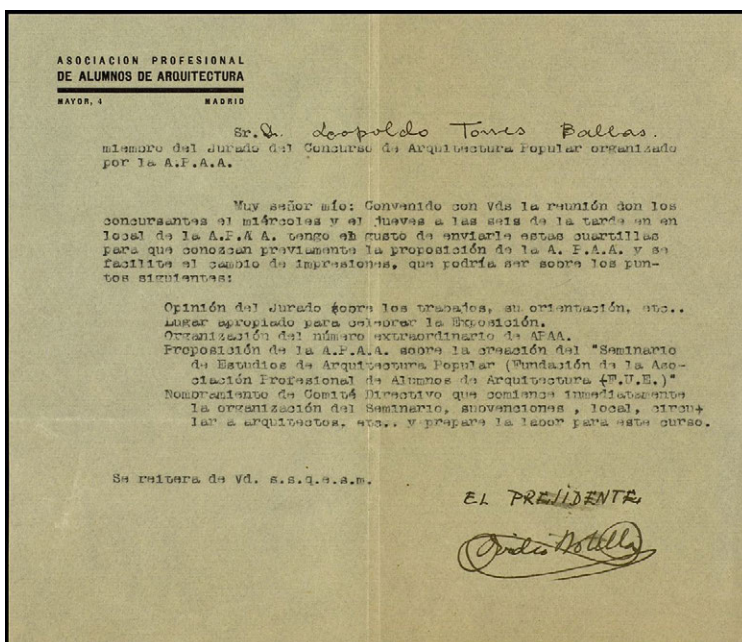 ASOCIACION PROFESIONAL
DE ALUMNOS DE ARQUITECTURA
MAYOR, 4 MADRID
Sr. D. Leopoldo Torres Balbas.
miembro del Jurado del Concurso de Arquitectura Popular organizado
por la A.P.A.A.
Muy señor mío: Convenido con Vds la reunión don los
concursantes el miércoles y el jueves a las seis de la tarde en en
local de la A.P.A A. tengo eh gusto de enviarle estas cuartillas
para que conozcan previamente la proposición de la A. P.A.A. y se
facilite el cambio de impresiones, que podría ser sobre los pun-
tos siguientes:
Opinión del Jurado sobre los trabajos, su orientación, etc..
Lugar apropiado para celebrar la Exposición.
Organización del número extraordinario de APAA.
Proposición de la A.P.A.A. sobre la creación del "Seminario
de Estudios de Arquitectura Popular (Fundación de la Aso-
ciación Profesional de Alumnos de Arquitectura (F.U.E.)"
Nombramiento de Comité Directivo que comience inmediatamente
la organización del Seminario, subvenciones , local, circu-
lar a arquitectos, etc.. y prepare la labor para este curso.
Se reitera de Vd. s.s.q.e.s.m.
EL PRESIDENTE
Ovidio Botella